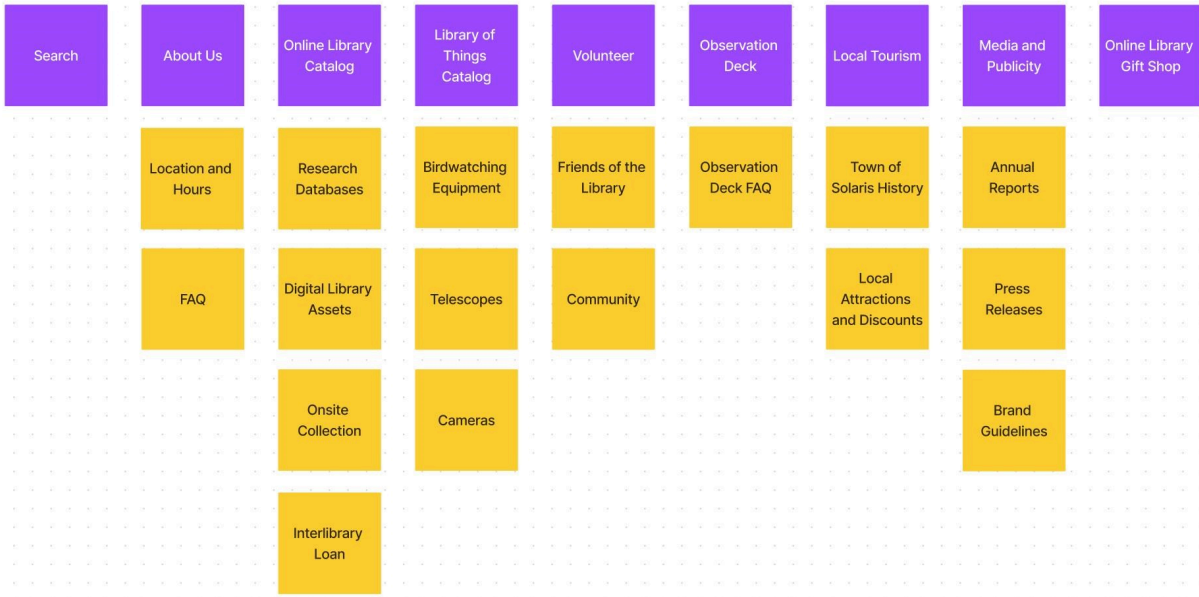 Search
About Us
Online Library
Catalog
Library of
Things
Catalog
Volunteer
Observation
Deck
Local Tourism
Media and
Publicity
Online Library
Gift Shop
Location and
Hours
Research
Databases
Birdwatching
Equipment
Friends of the
Library
Observation
Deck FAQ
Town of
Solaris History
Annual
Reports
FAQ
Digital Library
Assets
Telescopes
Community
Local
Attractions
and Discounts
Press
Releases
Onsite
Collection
Cameras
Brand
Guidelines
Interlibrary
Loan